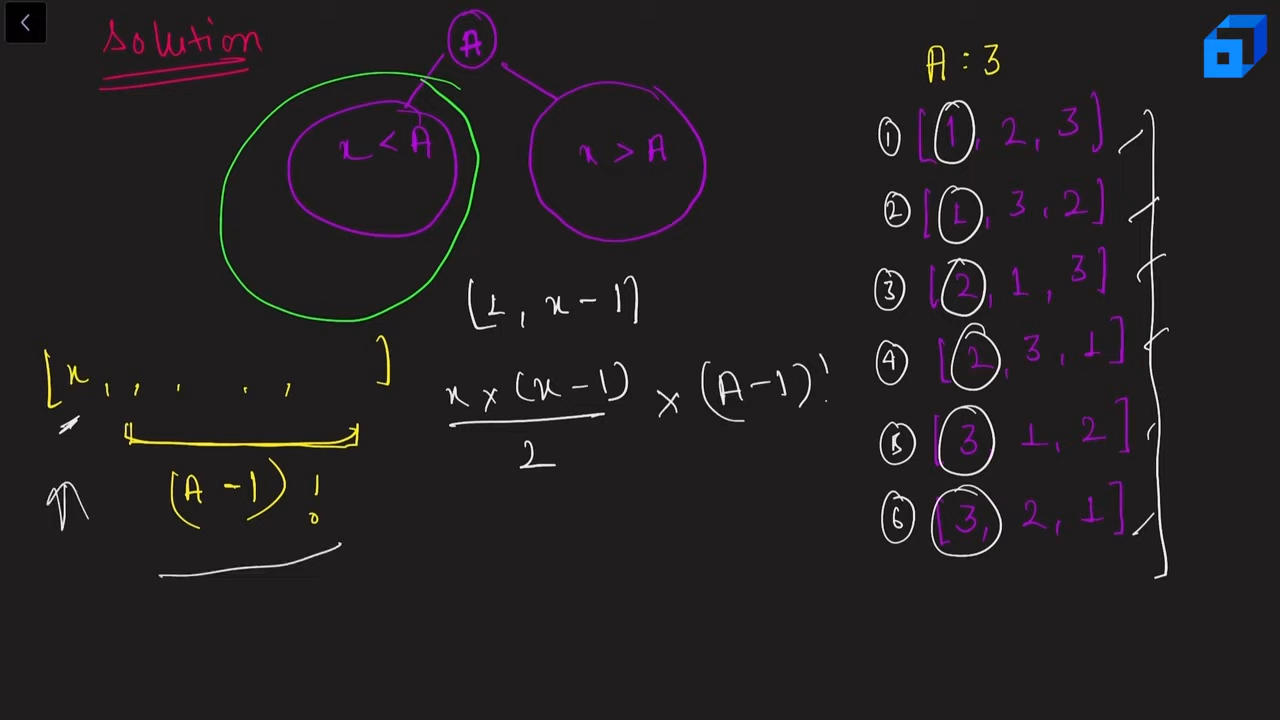 Solution
A
x < A
x > A
[1, x - 1]
[x, , , . . , ]
(A - 1) !
n
x × (x - 1) / 2 × (A - 1)!
A : 3
① [1, 2, 3]
② [1, 3, 2]
③ [2, 1, 3]
④ [2, 3, 1]
⑤ [3, 1, 2]
⑥ [3, 2, 1]